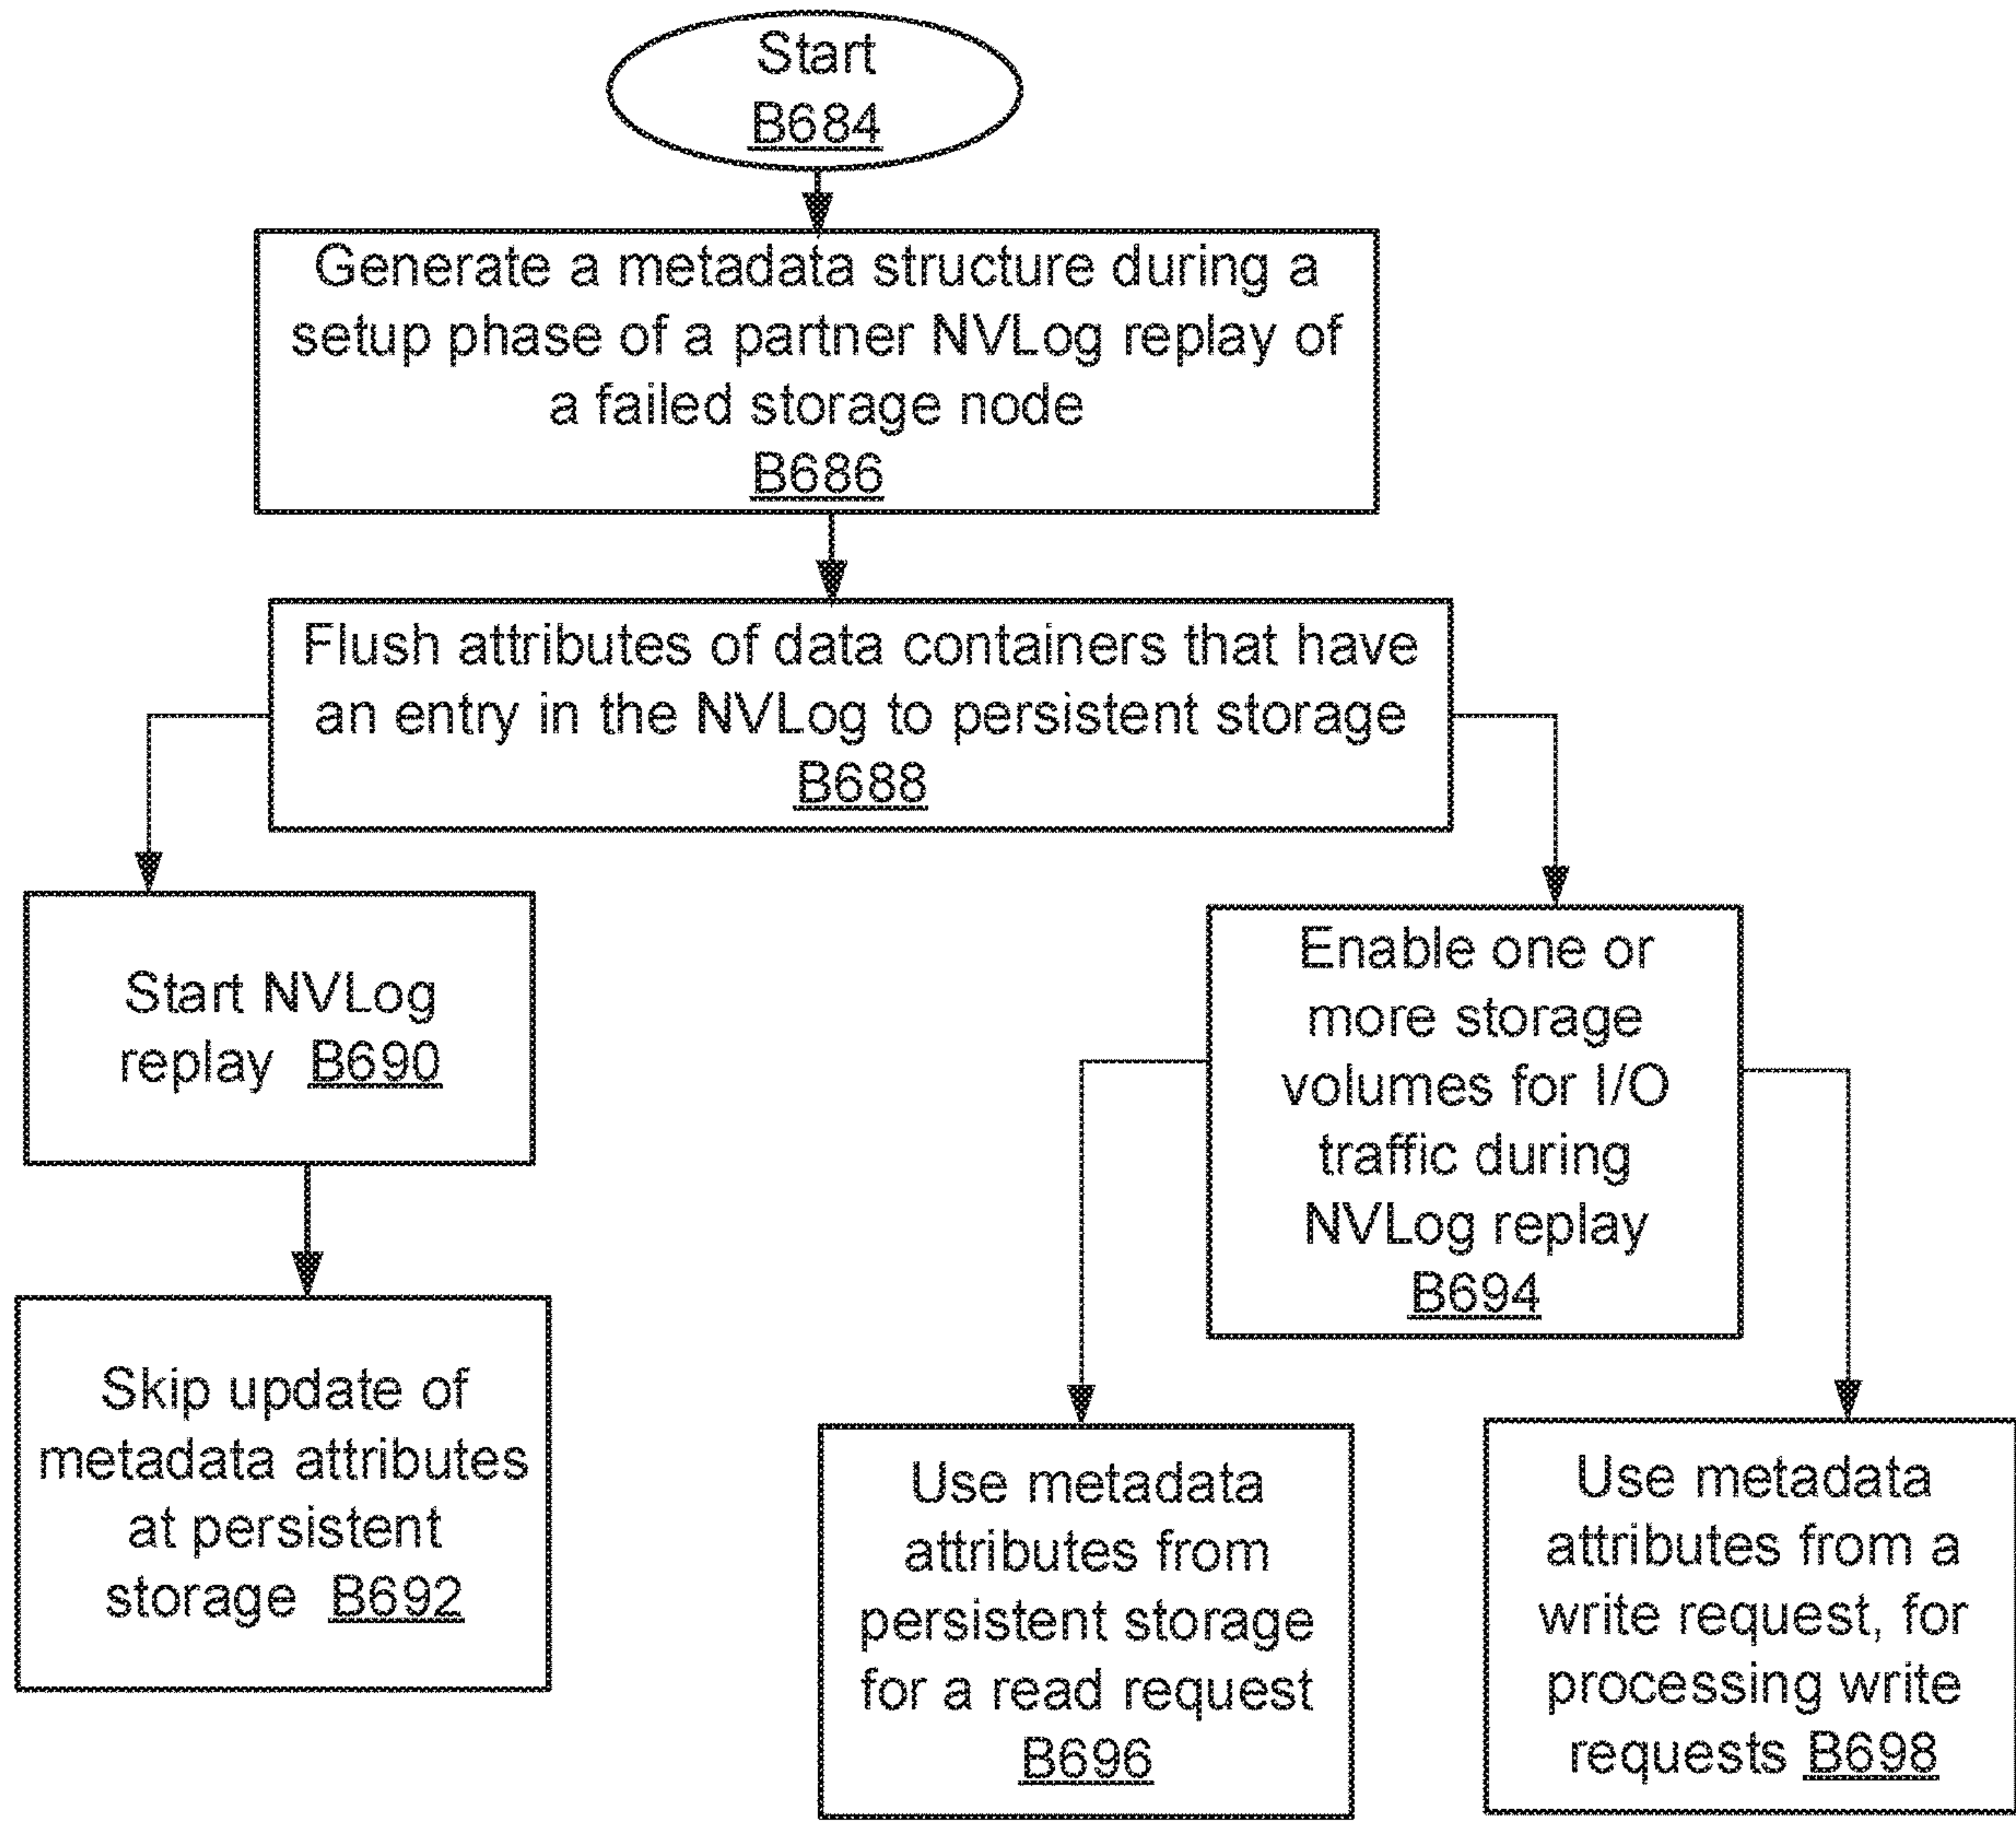 Start
B684
Generate a metadata structure during a
setup phase of a partner NVLog replay of
a failed storage node
B686
Flush attributes of data containers that have
an entry in the NVLog to persistent storage
B688
Start NVLog
replay B690
Skip update of
metadata attributes
at persistent
storage B692
Enable one or
more storage
volumes for I/O
traffic during
NVLog replay
B694
Use metadata
attributes from
persistent storage
for a read request
B696
Use metadata
attributes from a
write request, for
processing write
requests B698